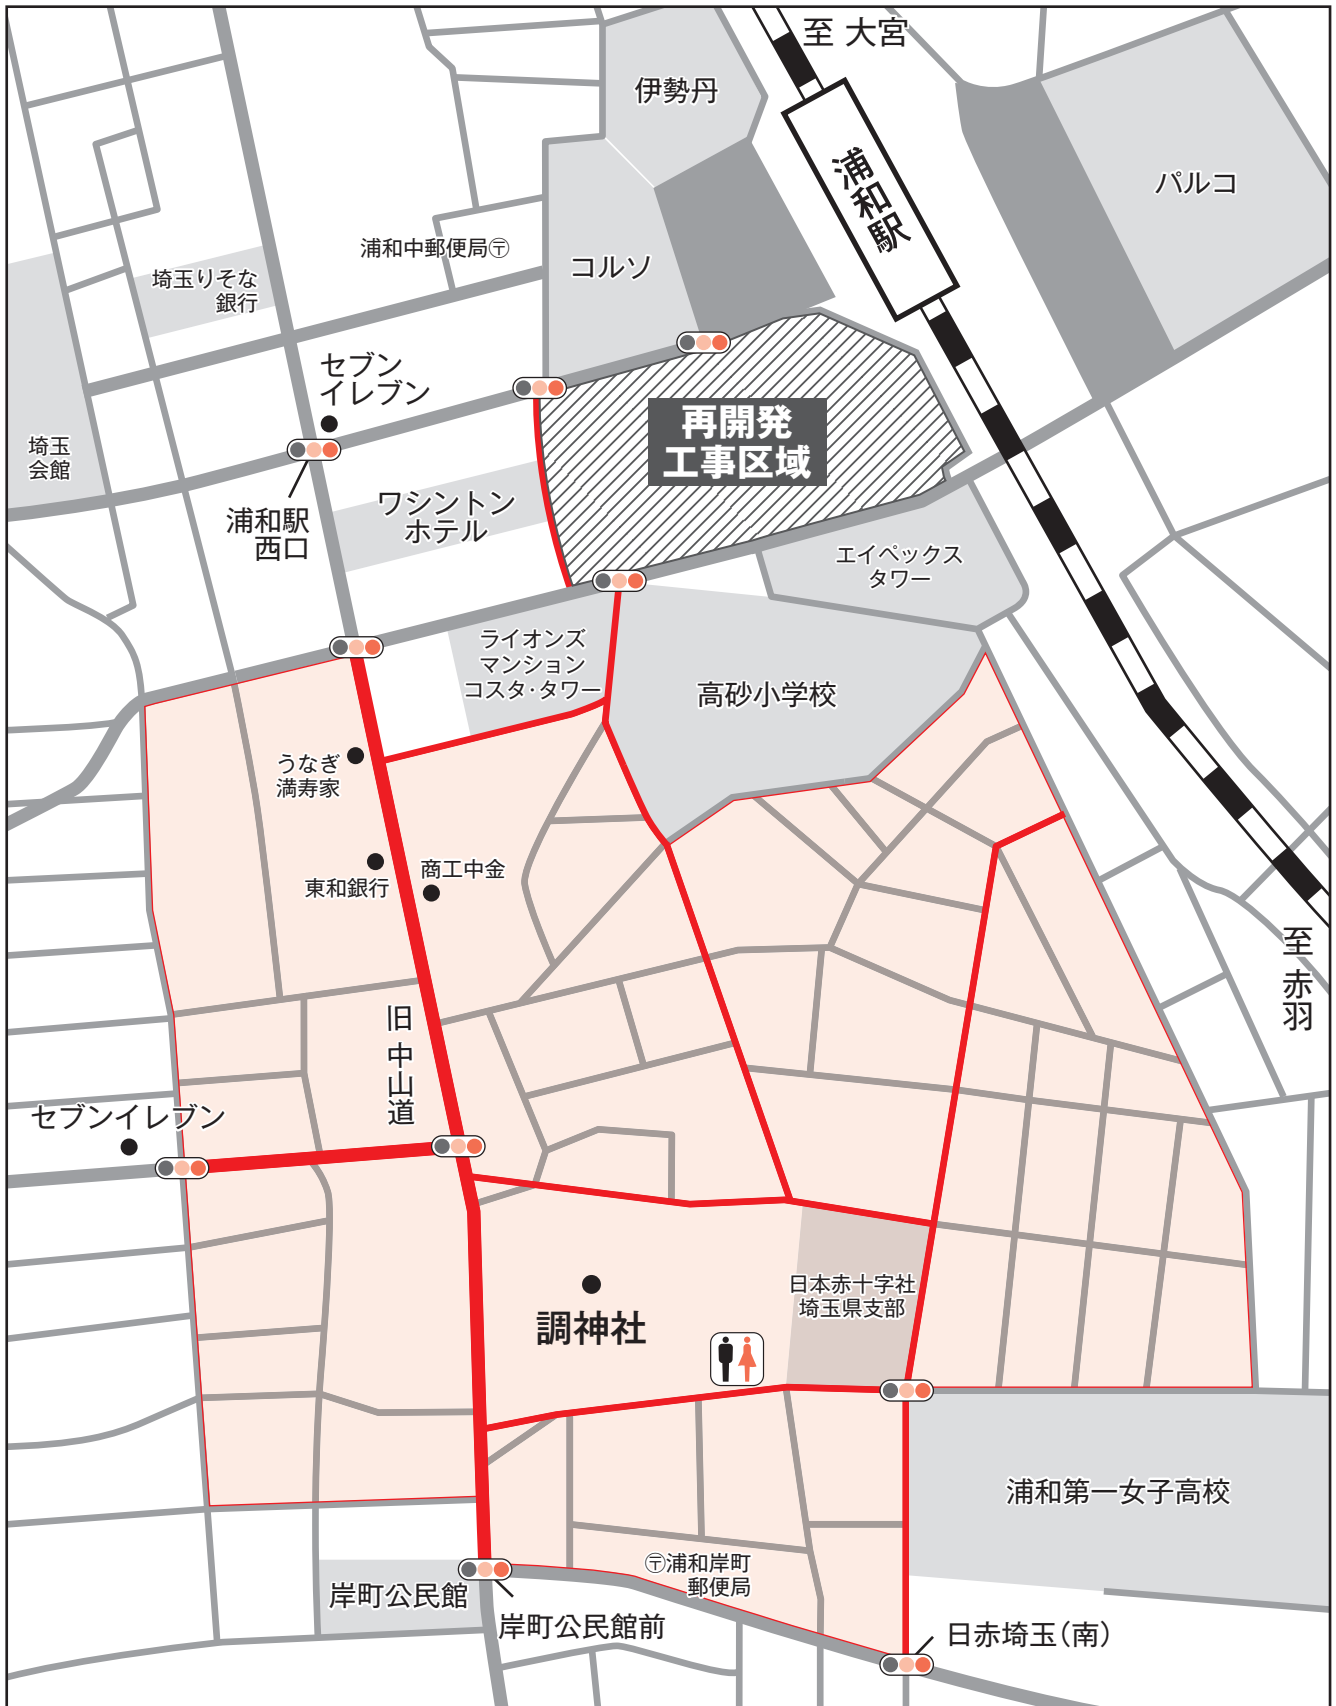 至 大宮
伊勢丹
浦和駅
パルコ
浦和中郵便局〒
コルソ
埼玉りそな
銀行
セブン
イレブン
再開発
工事区域
埼玉
会館
ワシントン
ホテル
浦和駅
西口
エイペックス
タワー
ライオンズ
マンション
コスタ・タワー
高砂小学校
うなぎ
満寿家
東和銀行
商工中金
至 赤羽
旧 中山道
セブンイレブン
日本赤十字社
埼玉県支部
調神社
浦和第一女子高校
〒浦和岸町
郵便局
岸町公民館
岸町公民館前
日赤埼玉(南)